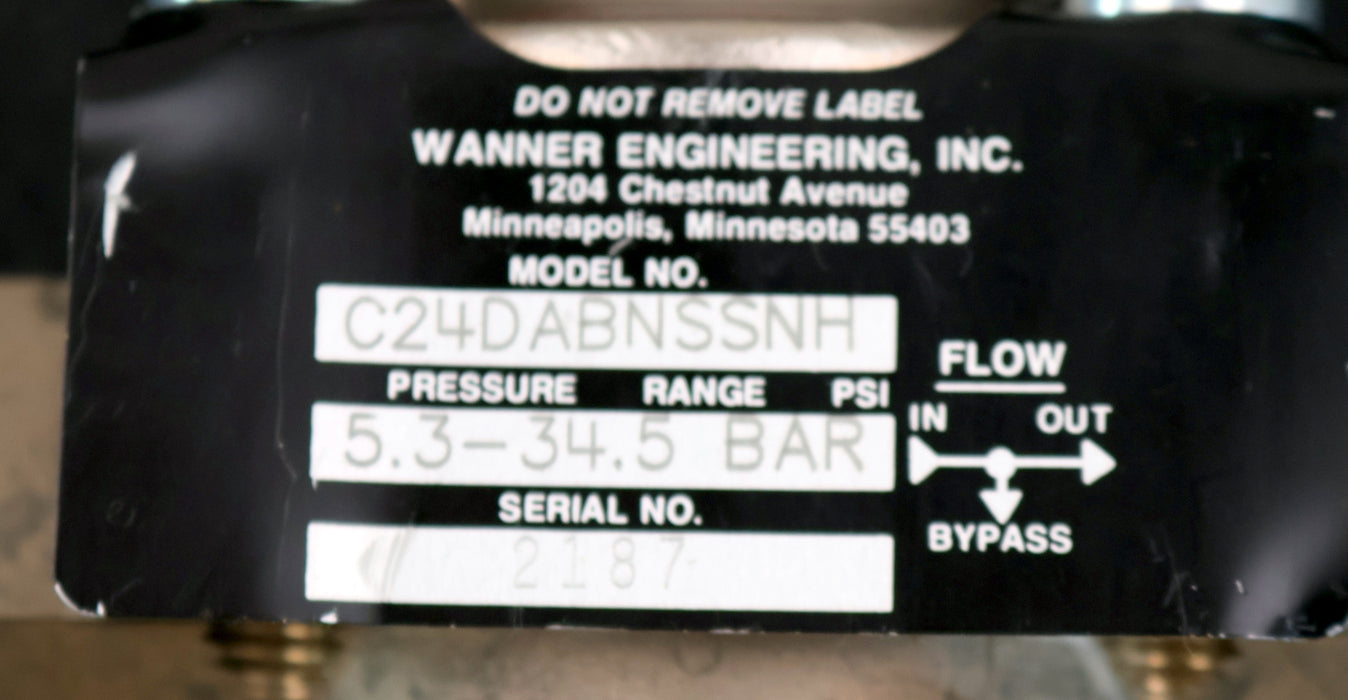 DO NOT REMOVE LABEL
WANNER ENGINEERING, INC.
1204 Chestnut Avenue
Minneapolis, Minnesota 55403
MODEL NO.
C24DABNSSNH
PRESSURE RANGE PSI
5.3-34.5 BAR
SERIAL NO.
2187
FLOW
IN OUT
BYPASS